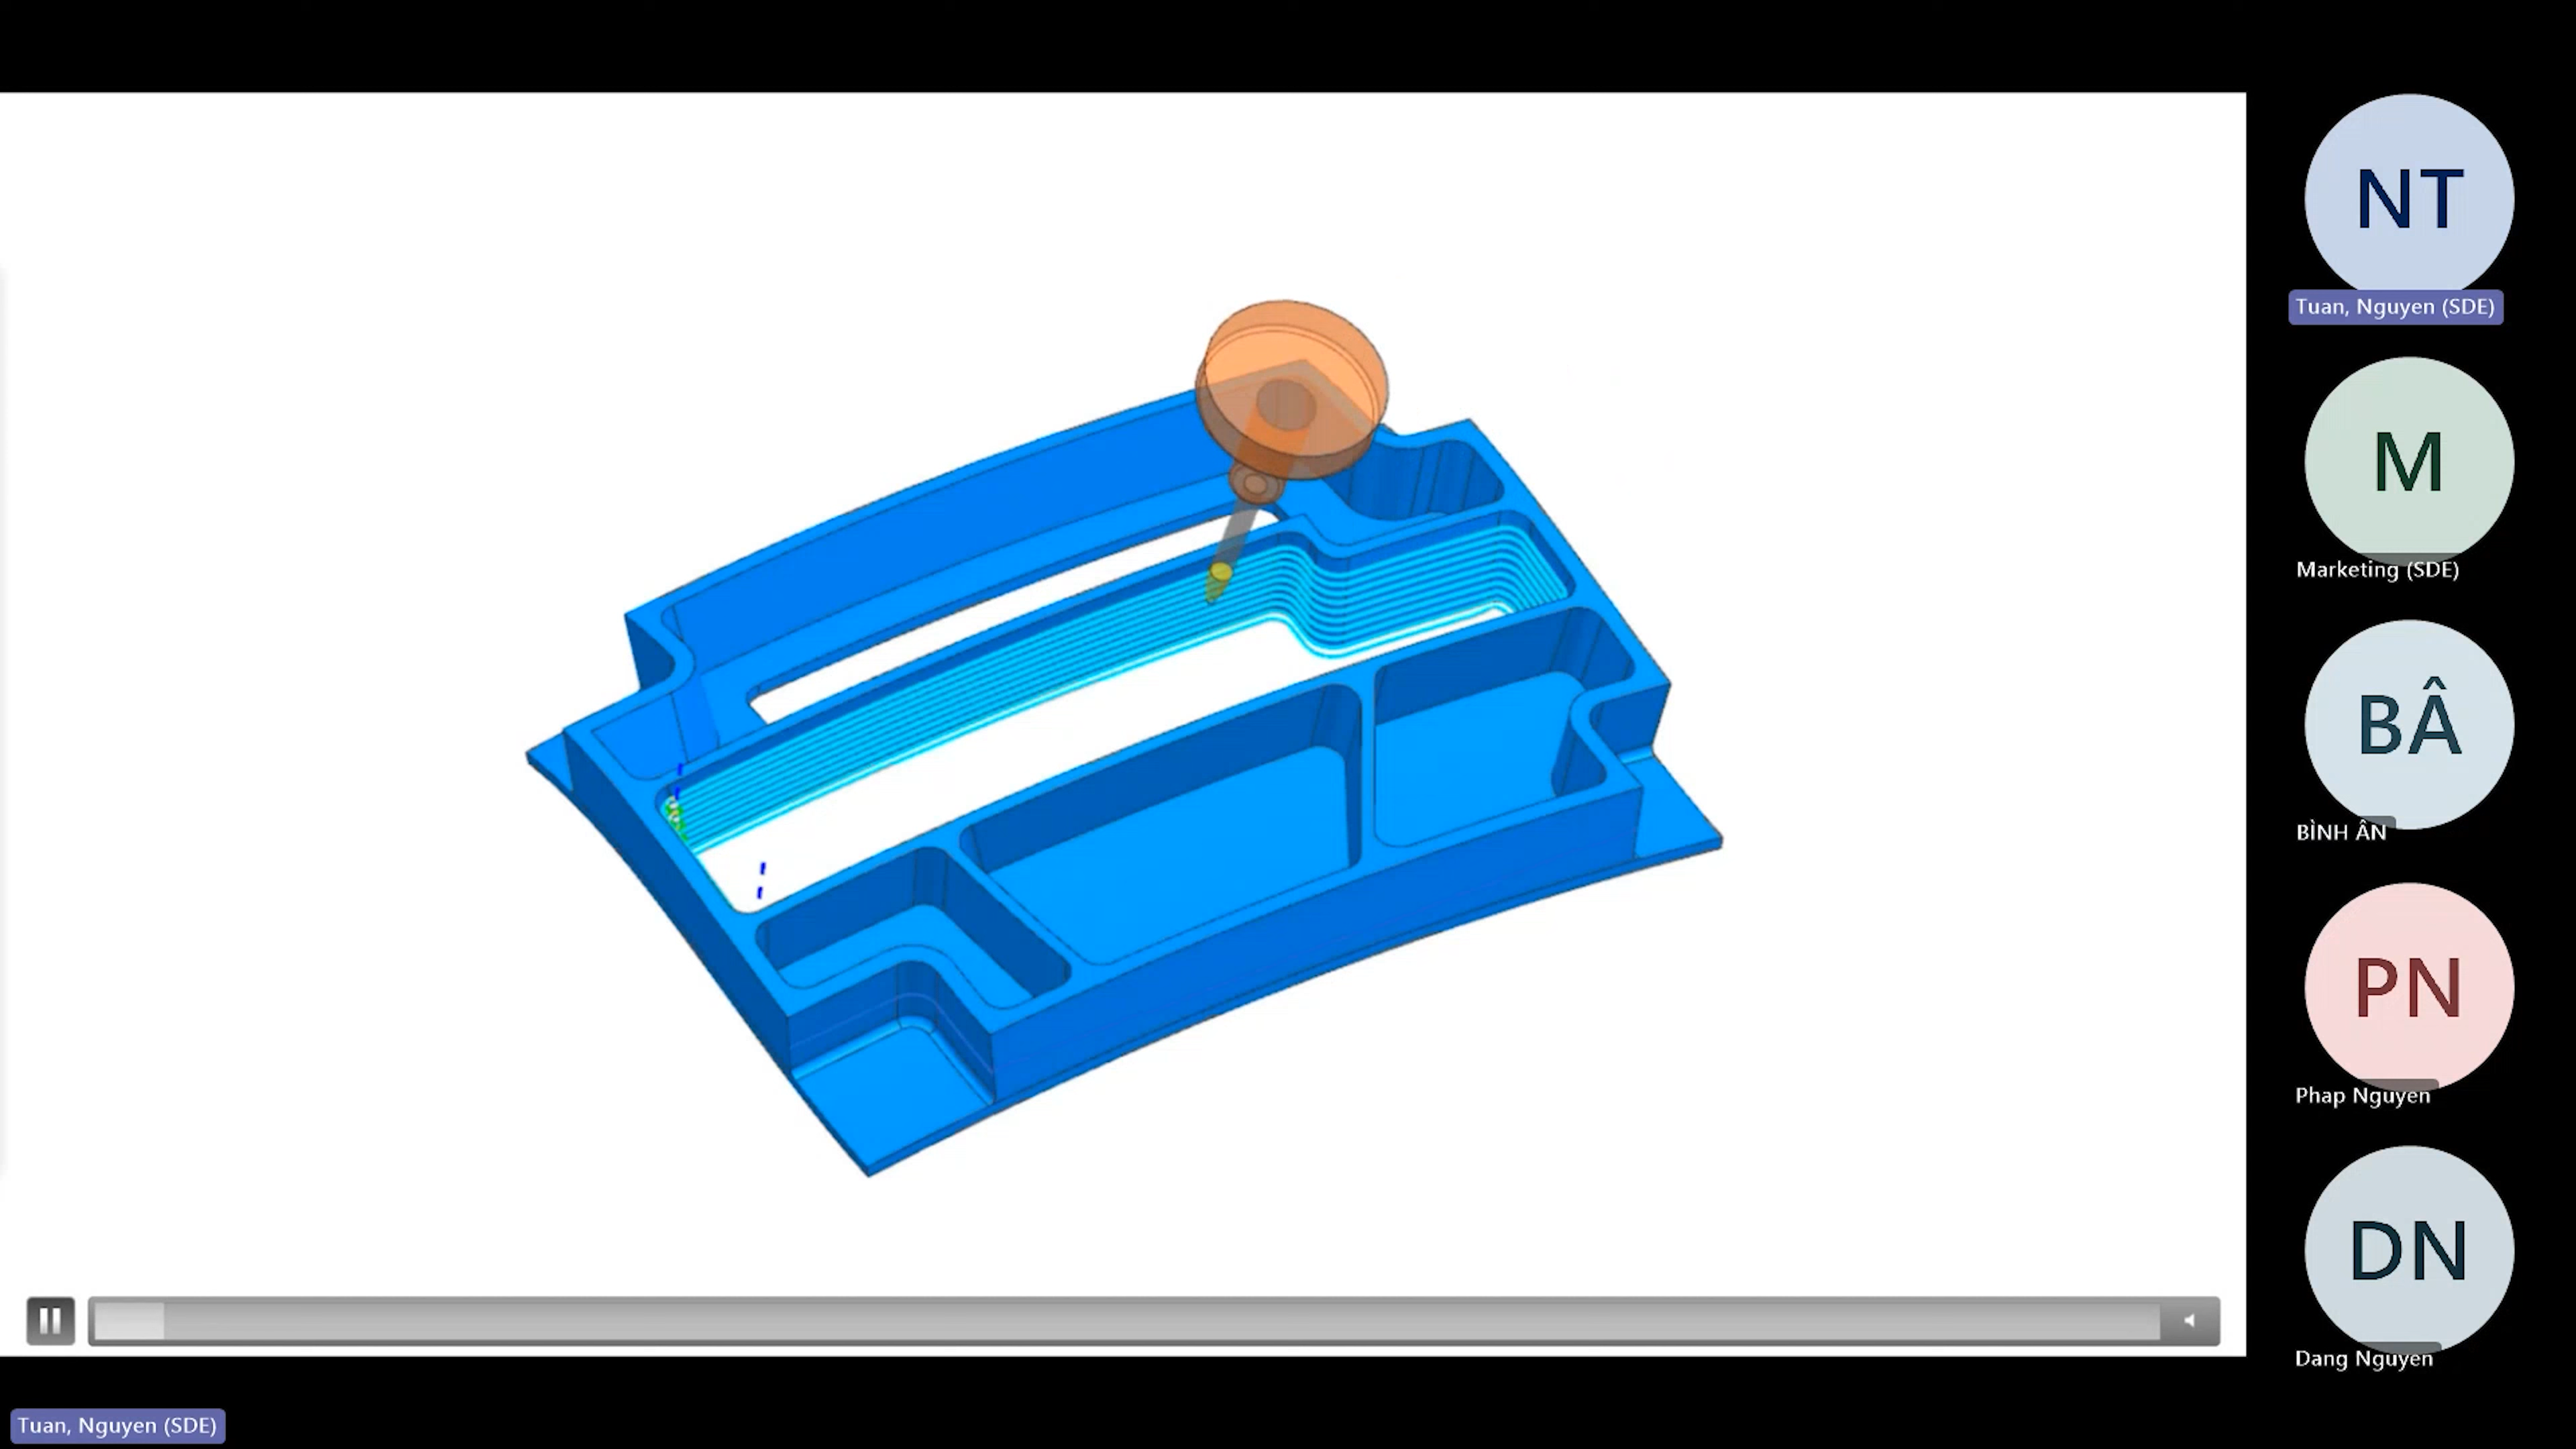 NT
Tuan, Nguyen (SDE)
M
Marketing (SDE)
BÂ
BÌNH ÂN
PN
Phap Nguyen
DN
Dang Nguyen
Tuan, Nguyen (SDE)